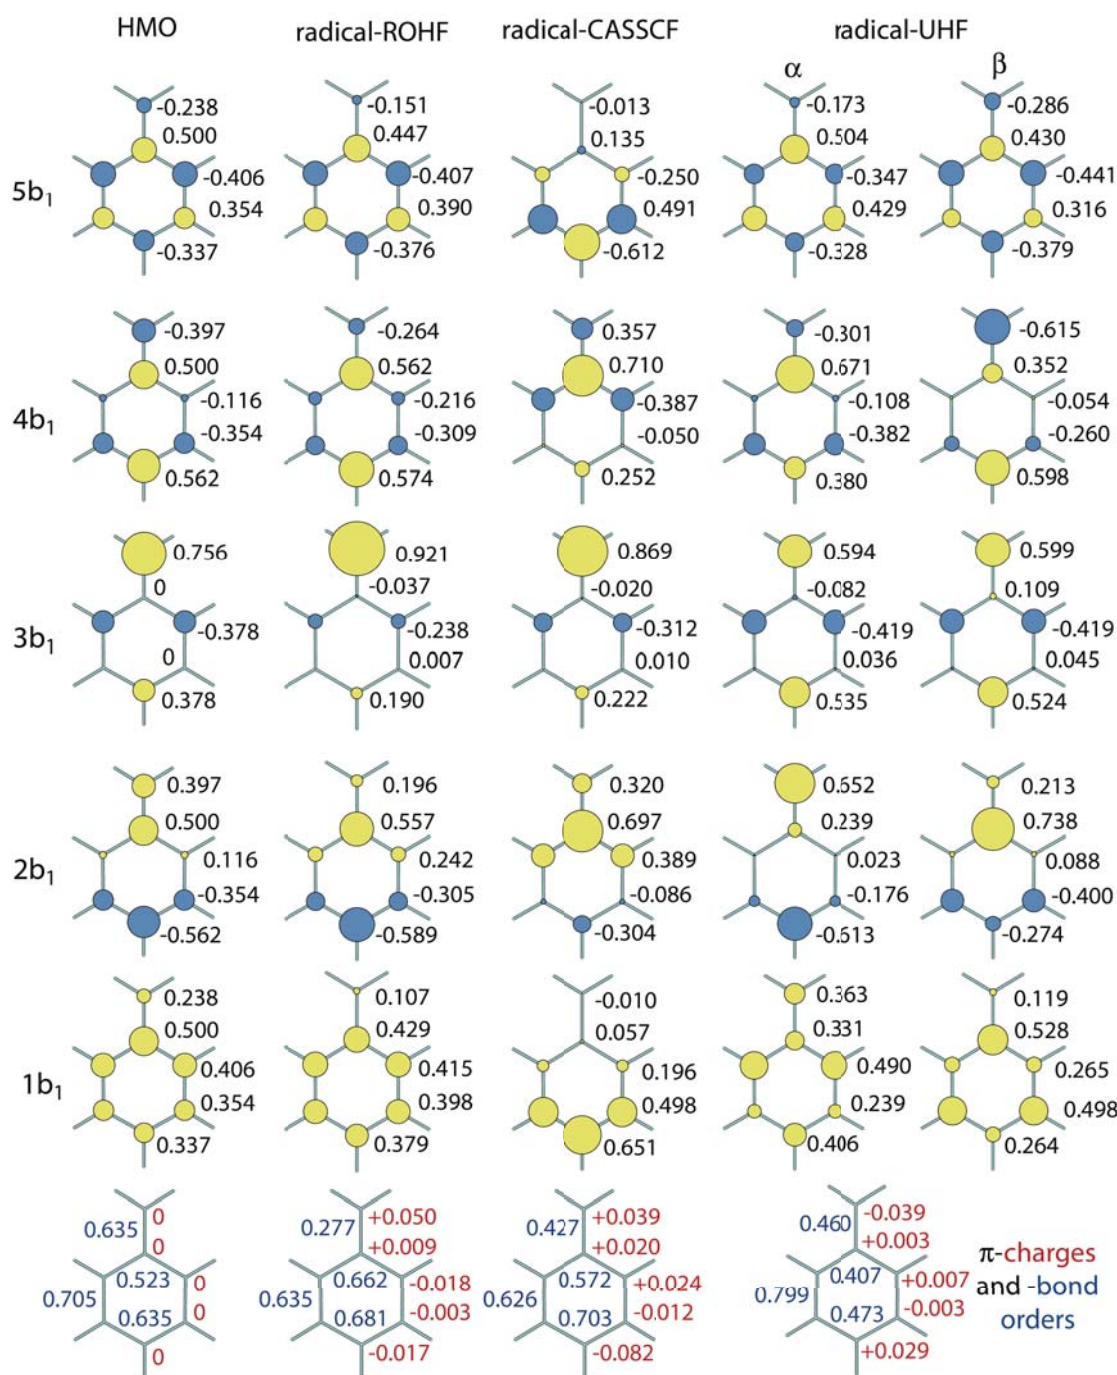 HMO radical-ROHF radical-CASSCF radical-UHF
α β
5b1
-0.238 -0.151 -0.013 -0.173 -0.286
0.500 0.447 0.135 0.504 0.430
-0.406 -0.407 -0.250 -0.347 -0.441
0.354 0.390 0.491 0.429 0.316
-0.337 -0.376 -0.612 -0.328 -0.379
4b1
-0.397 -0.264 0.357 -0.301 -0.615
0.500 0.562 0.710 0.671 0.352
-0.116 -0.216 -0.387 -0.108 -0.054
-0.354 -0.309 -0.050 -0.382 -0.260
0.562 0.574 0.252 0.380 0.598
3b1
0.756 0.921 0.869 0.594 0.599
0 -0.037 -0.020 -0.082 0.109
-0.378 -0.238 -0.312 -0.419 -0.419
0 0.007 0.010 0.036 0.045
0.378 0.190 0.222 0.535 0.524
2b1
0.397 0.196 0.320 0.652 0.213
0.500 0.557 0.697 0.239 0.738
0.116 0.242 0.389 0.023 0.088
-0.354 -0.305 -0.086 -0.176 -0.400
-0.562 -0.589 -0.304 -0.613 -0.274
1b1
0.238 0.107 -0.010 0.363 0.119
0.500 0.429 0.057 0.331 0.528
0.406 0.415 0.196 0.490 0.265
0.354 0.398 0.498 0.239 0.498
0.337 0.379 0.651 0.406 0.264
0.635 0 0.277 +0.050 0.427 +0.039 0.460 -0.039
0 +0.009 +0.020 +0.003
0.523 0 0.662 -0.018 0.572 +0.024 0.407 +0.007
0.705 0 0.635 -0.003 0.626 -0.012 0.799 -0.003
0.635 0.681 0.703 0.473
0 -0.017 -0.082 +0.029
π-charges
and -bond
orders